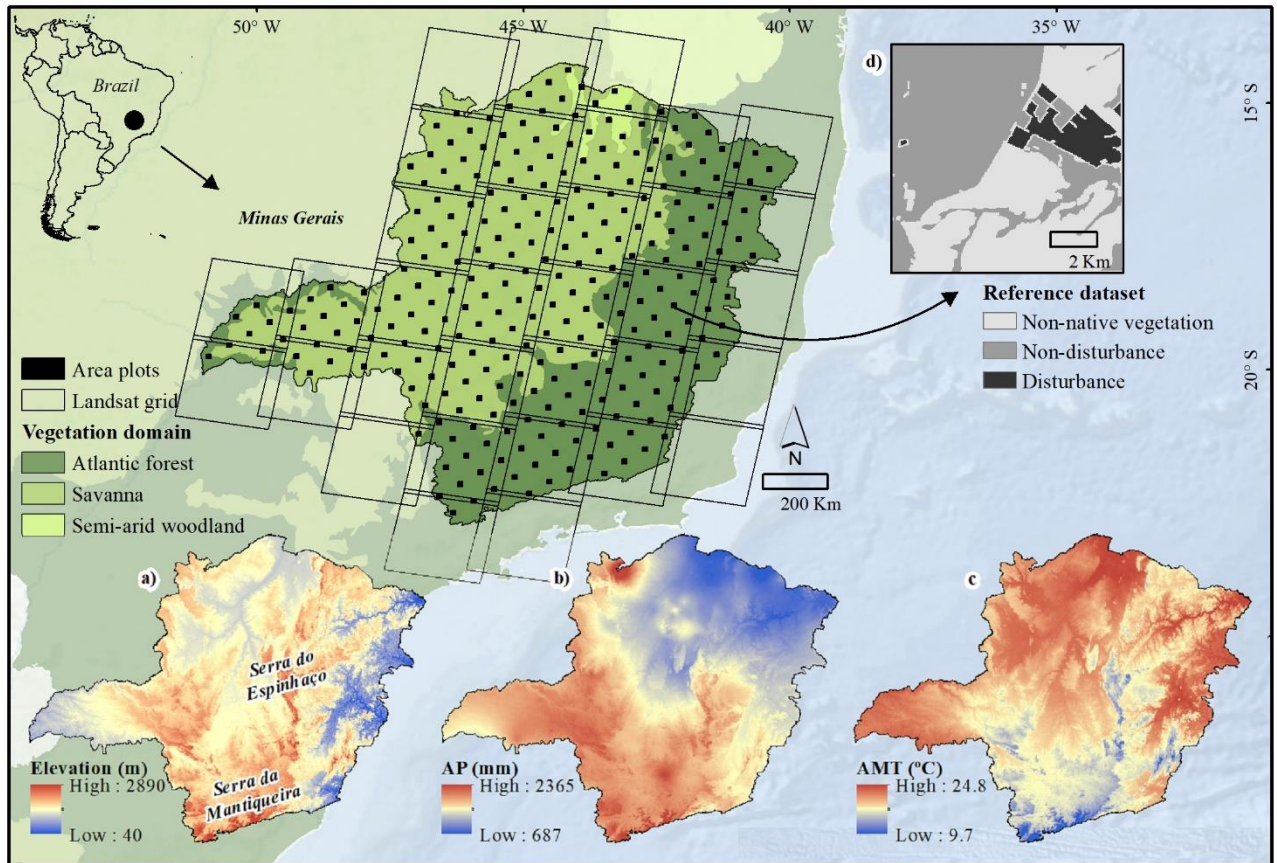 50° W
45° W
40° W
35° W
15° S
20° S
Brazil
Minas Gerais
Area plots
Landsat grid
Vegetation domain
Atlantic forest
Savanna
Semi-arid woodland
N
200 Km
d)
2 Km
Reference dataset
Non-native vegetation
Non-disturbance
Disturbance
a)
Serra do
Espinhaço
Serra da
Mantiqueira
Elevation (m)
High : 2890
Low : 40
b)
AP (mm)
High : 2365
Low : 687
c)
AMT (ºC)
High : 24.8
Low : 9.7